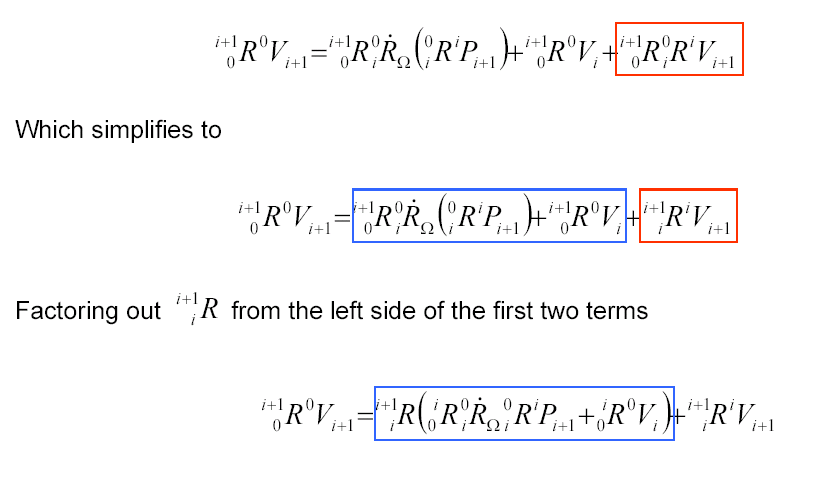 $^{i+1}_{0}R\,^{0}V_{i+1} = {}^{i+1}_{0}R\,^{0}_{i}\dot{R}_{\Omega}\left({}^{0}_{i}R\,^{i}P_{i+1}\right) + {}^{i+1}_{0}R\,^{0}V_{i} + {}^{i+1}_{0}R\,^{0}_{i}R\,^{i}V_{i+1}$
Which simplifies to
$^{i+1}_{0}R\,^{0}V_{i+1} = {}^{i+1}_{0}R\,^{0}_{i}\dot{R}_{\Omega}\left({}^{0}_{i}R\,^{i}P_{i+1}\right) + {}^{i+1}_{0}R\,^{0}V_{i} + {}^{i+1}_{i}R\,^{i}V_{i+1}$
Factoring out $^{i+1}_{i}R$ from the left side of the first two terms
$^{i+1}_{0}R\,^{0}V_{i+1} = {}^{i+1}_{i}R\left({}^{i}_{0}R\,^{0}_{i}\dot{R}_{\Omega}\,^{0}_{i}R\,^{i}P_{i+1} + {}^{i}_{0}R\,^{0}V_{i}\right) + {}^{i+1}_{i}R\,^{i}V_{i+1}$